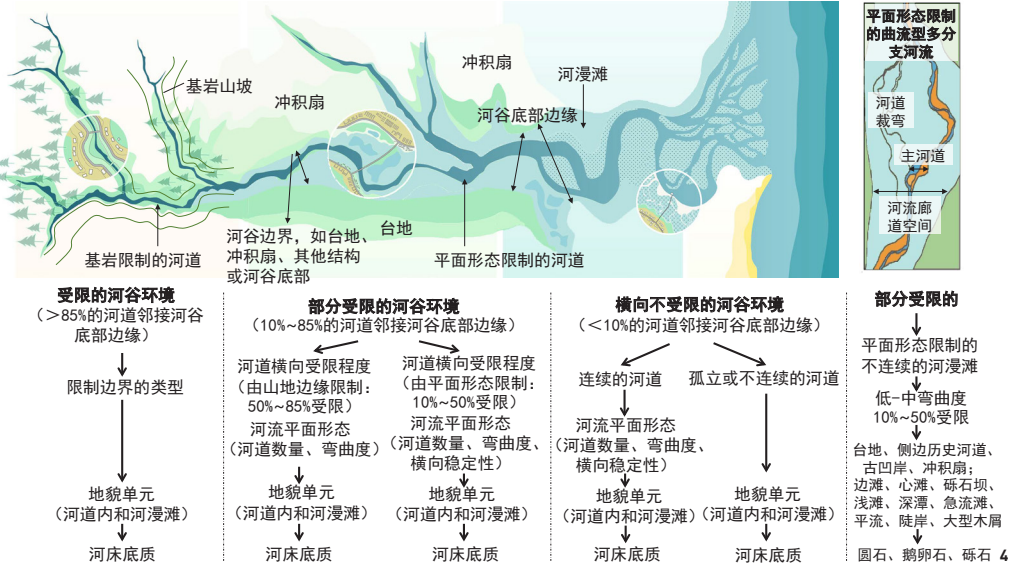 基岩山坡
冲积扇
冲积扇
河漫滩
河谷底部边缘
台地
基岩限制的河道
河谷边界，如台地、
冲积扇、其他结构
或河谷底部
平面形态限制的河道
平面形态限制
的曲流型多分
支河流
河道
裁弯
主河道
河流廊
道空间
受限的河谷环境
（＞85%的河道邻接河谷
底部边缘）
限制边界的类型
地貌单元
（河道内和河漫滩）
河床底质
部分受限的河谷环境
（10%~85%的河道邻接河谷底部边缘）
河道横向受限程度
（由山地边缘限制：
50%~85%受限）
河流平面形态
（河道数量、弯曲度）
地貌单元
（河道内和河漫滩）
河床底质
河道横向受限程度
（由平面形态限制：
10%~50%受限）
河流平面形态
（河道数量、弯曲度、
横向稳定性）
地貌单元
（河道内和河漫滩）
河床底质
横向不受限的河谷环境
（＜10%的河道邻接河谷底部边缘）
连续的河道
河流平面形态
（河道数量、弯曲度、
横向稳定性）
地貌单元
（河道内和河漫滩）
河床底质
孤立或不连续的河道
地貌单元
（河道内和河漫滩）
河床底质
部分受限的
平面形态限制的
不连续的河漫滩
低-中弯曲度
10%~50%受限
台地、侧边历史河道、
古凹岸、冲积扇；
边滩、心滩、砾石坝、
浅滩、深潭、急流滩、
平流、陡岸、大型木屑
圆石、鹅卵石、砾石 4